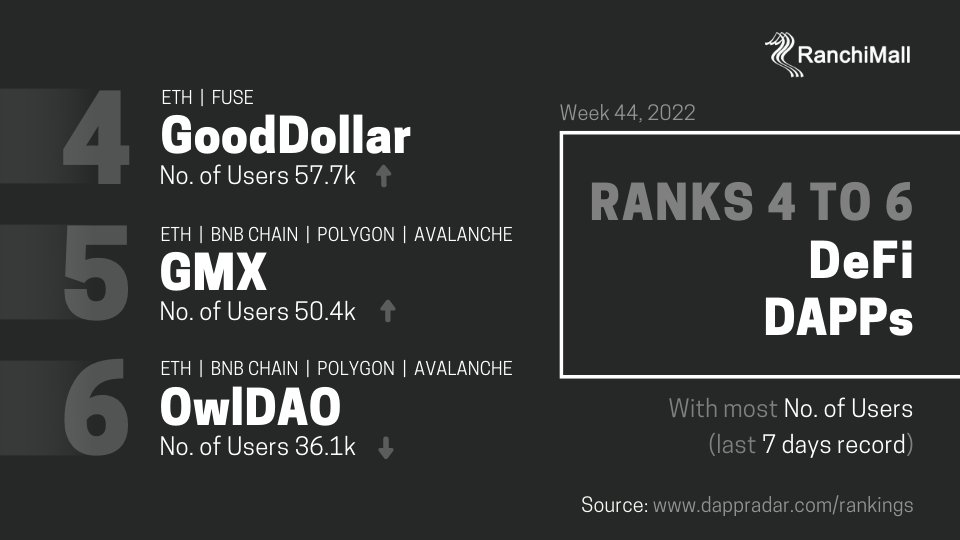 RanchiMall
4
ETH | FUSE
GoodDollar
No. of Users 57.7k
5
ETH | BNB CHAIN | POLYGON | AVALANCHE
GMX
No. of Users 50.4k
6
ETH | BNB CHAIN | POLYGON | AVALANCHE
OwlDAO
No. of Users 36.1k
Week 44, 2022
RANKS 4 TO 6
DeFi
DAPPs
With most No. of Users
(last 7 days record)
Source: www.dappradar.com/rankings